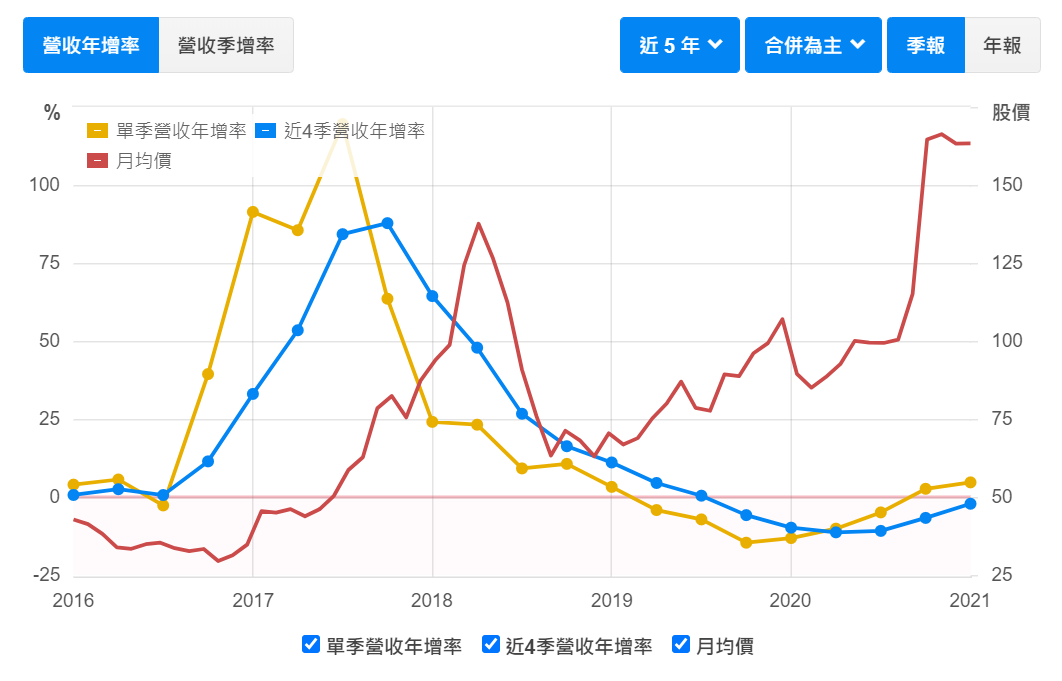 營收年增率 營收季增率 近 5 年 合併為主 季報 年報
% 股價
單季營收年增率 近4季營收年增率
月均價
100 150
75 125
50 100
25 75
0 50
-25 25
2016 2017 2018 2019 2020 2021
單季營收年增率 近4季營收年增率 月均價